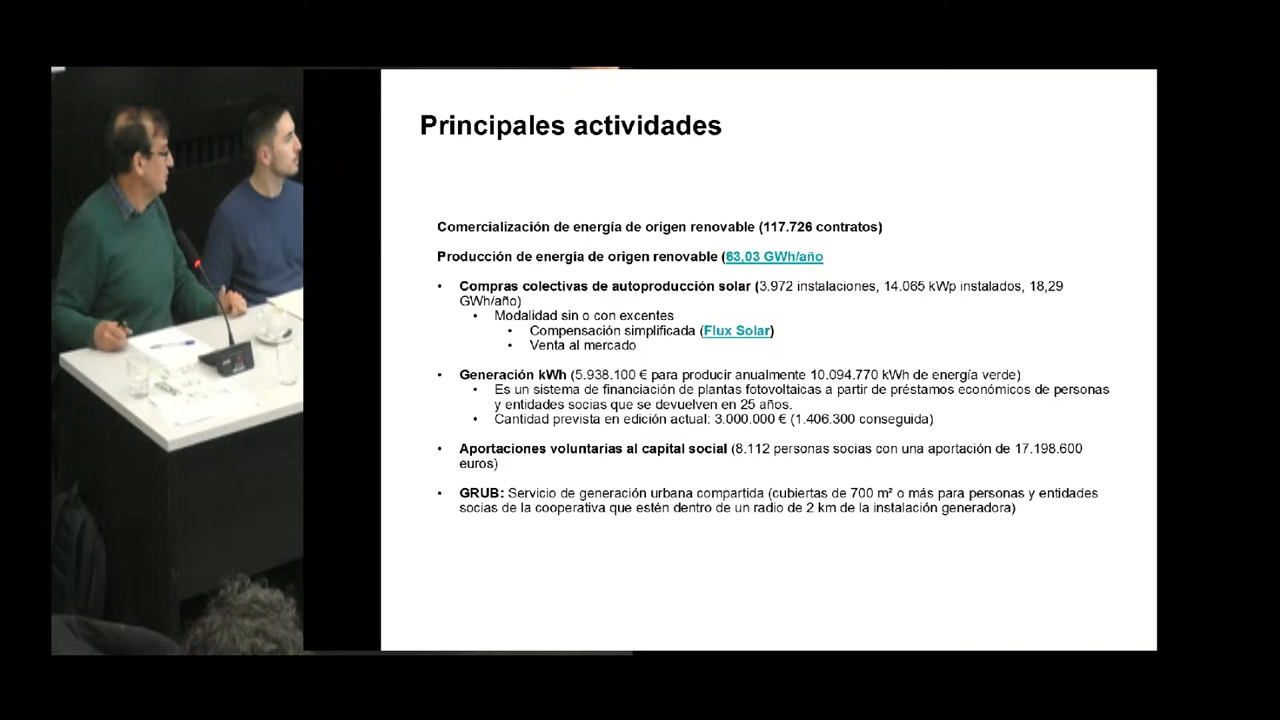 Principales actividades
Comercialización de energía de origen renovable (117.726 contratos)
Producción de energía de origen renovable (63,03 GWh/año
• Compras colectivas de autoproducción solar (3.972 instalaciones, 14.065 kWp instalados, 18,29
GWh/año)
• Modalidad sin o con excentes
• Compensación simplificada (Flux Solar)
• Venta al mercado
• Generación kWh (5.938.100 € para producir anualmente 10.094.770 kWh de energía verde)
• Es un sistema de financiación de plantas fotovoltaicas a partir de préstamos económicos de personas
y entidades socias que se devuelven en 25 años.
• Cantidad prevista en edición actual: 3.000.000 € (1.406.300 conseguida)
• Aportaciones voluntarias al capital social (8.112 personas socias con una aportación de 17.198.600
euros)
• GRUB: Servicio de generación urbana compartida (cubiertas de 700 m² o más para personas y entidades
socias de la cooperativa que estén dentro de un radio de 2 km de la instalación generadora)